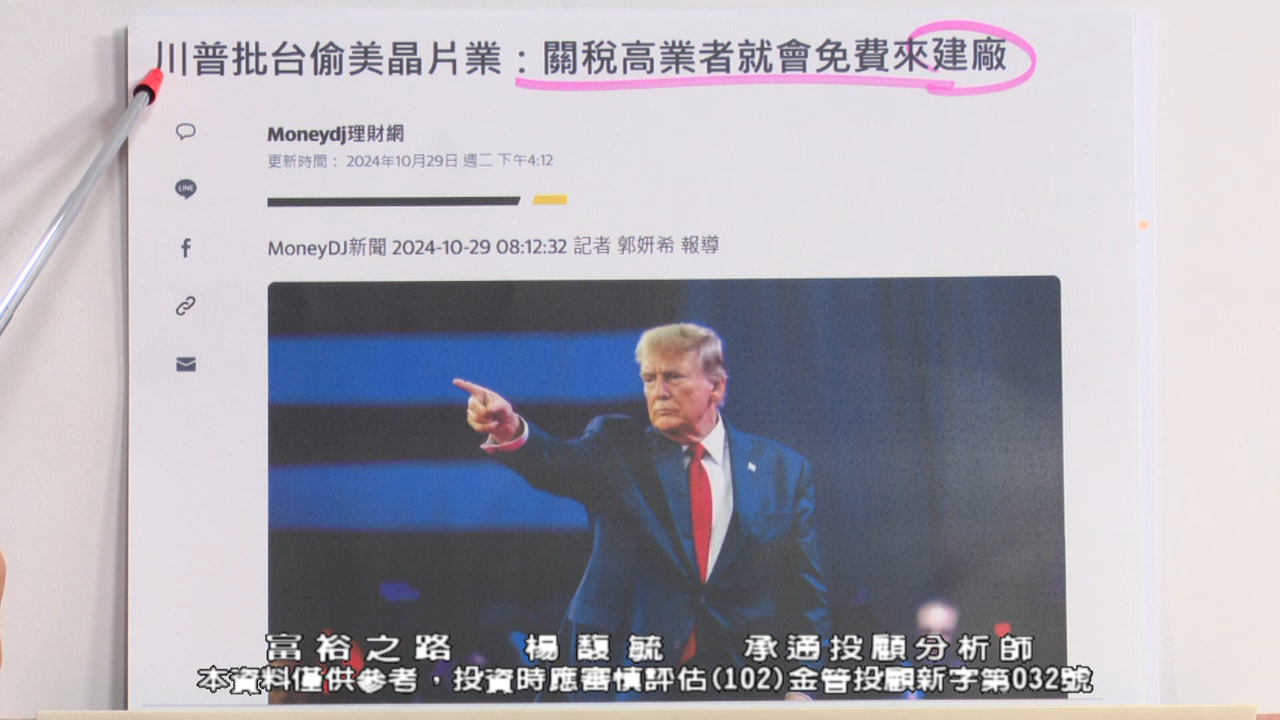 川普批台偷美晶片業：關稅高業者就會免費來建廠
Moneydj理財網
更新時間： 2024年10月29日 週二 下午4:12
LINE
MoneyDJ新聞 2024-10-29 08:12:32 記者 郭妍希 報導
富裕之路 楊馥毓 承通投顧分析師
本資料僅供參考，投資時應審慎評估(102)金管投顧新字第032號